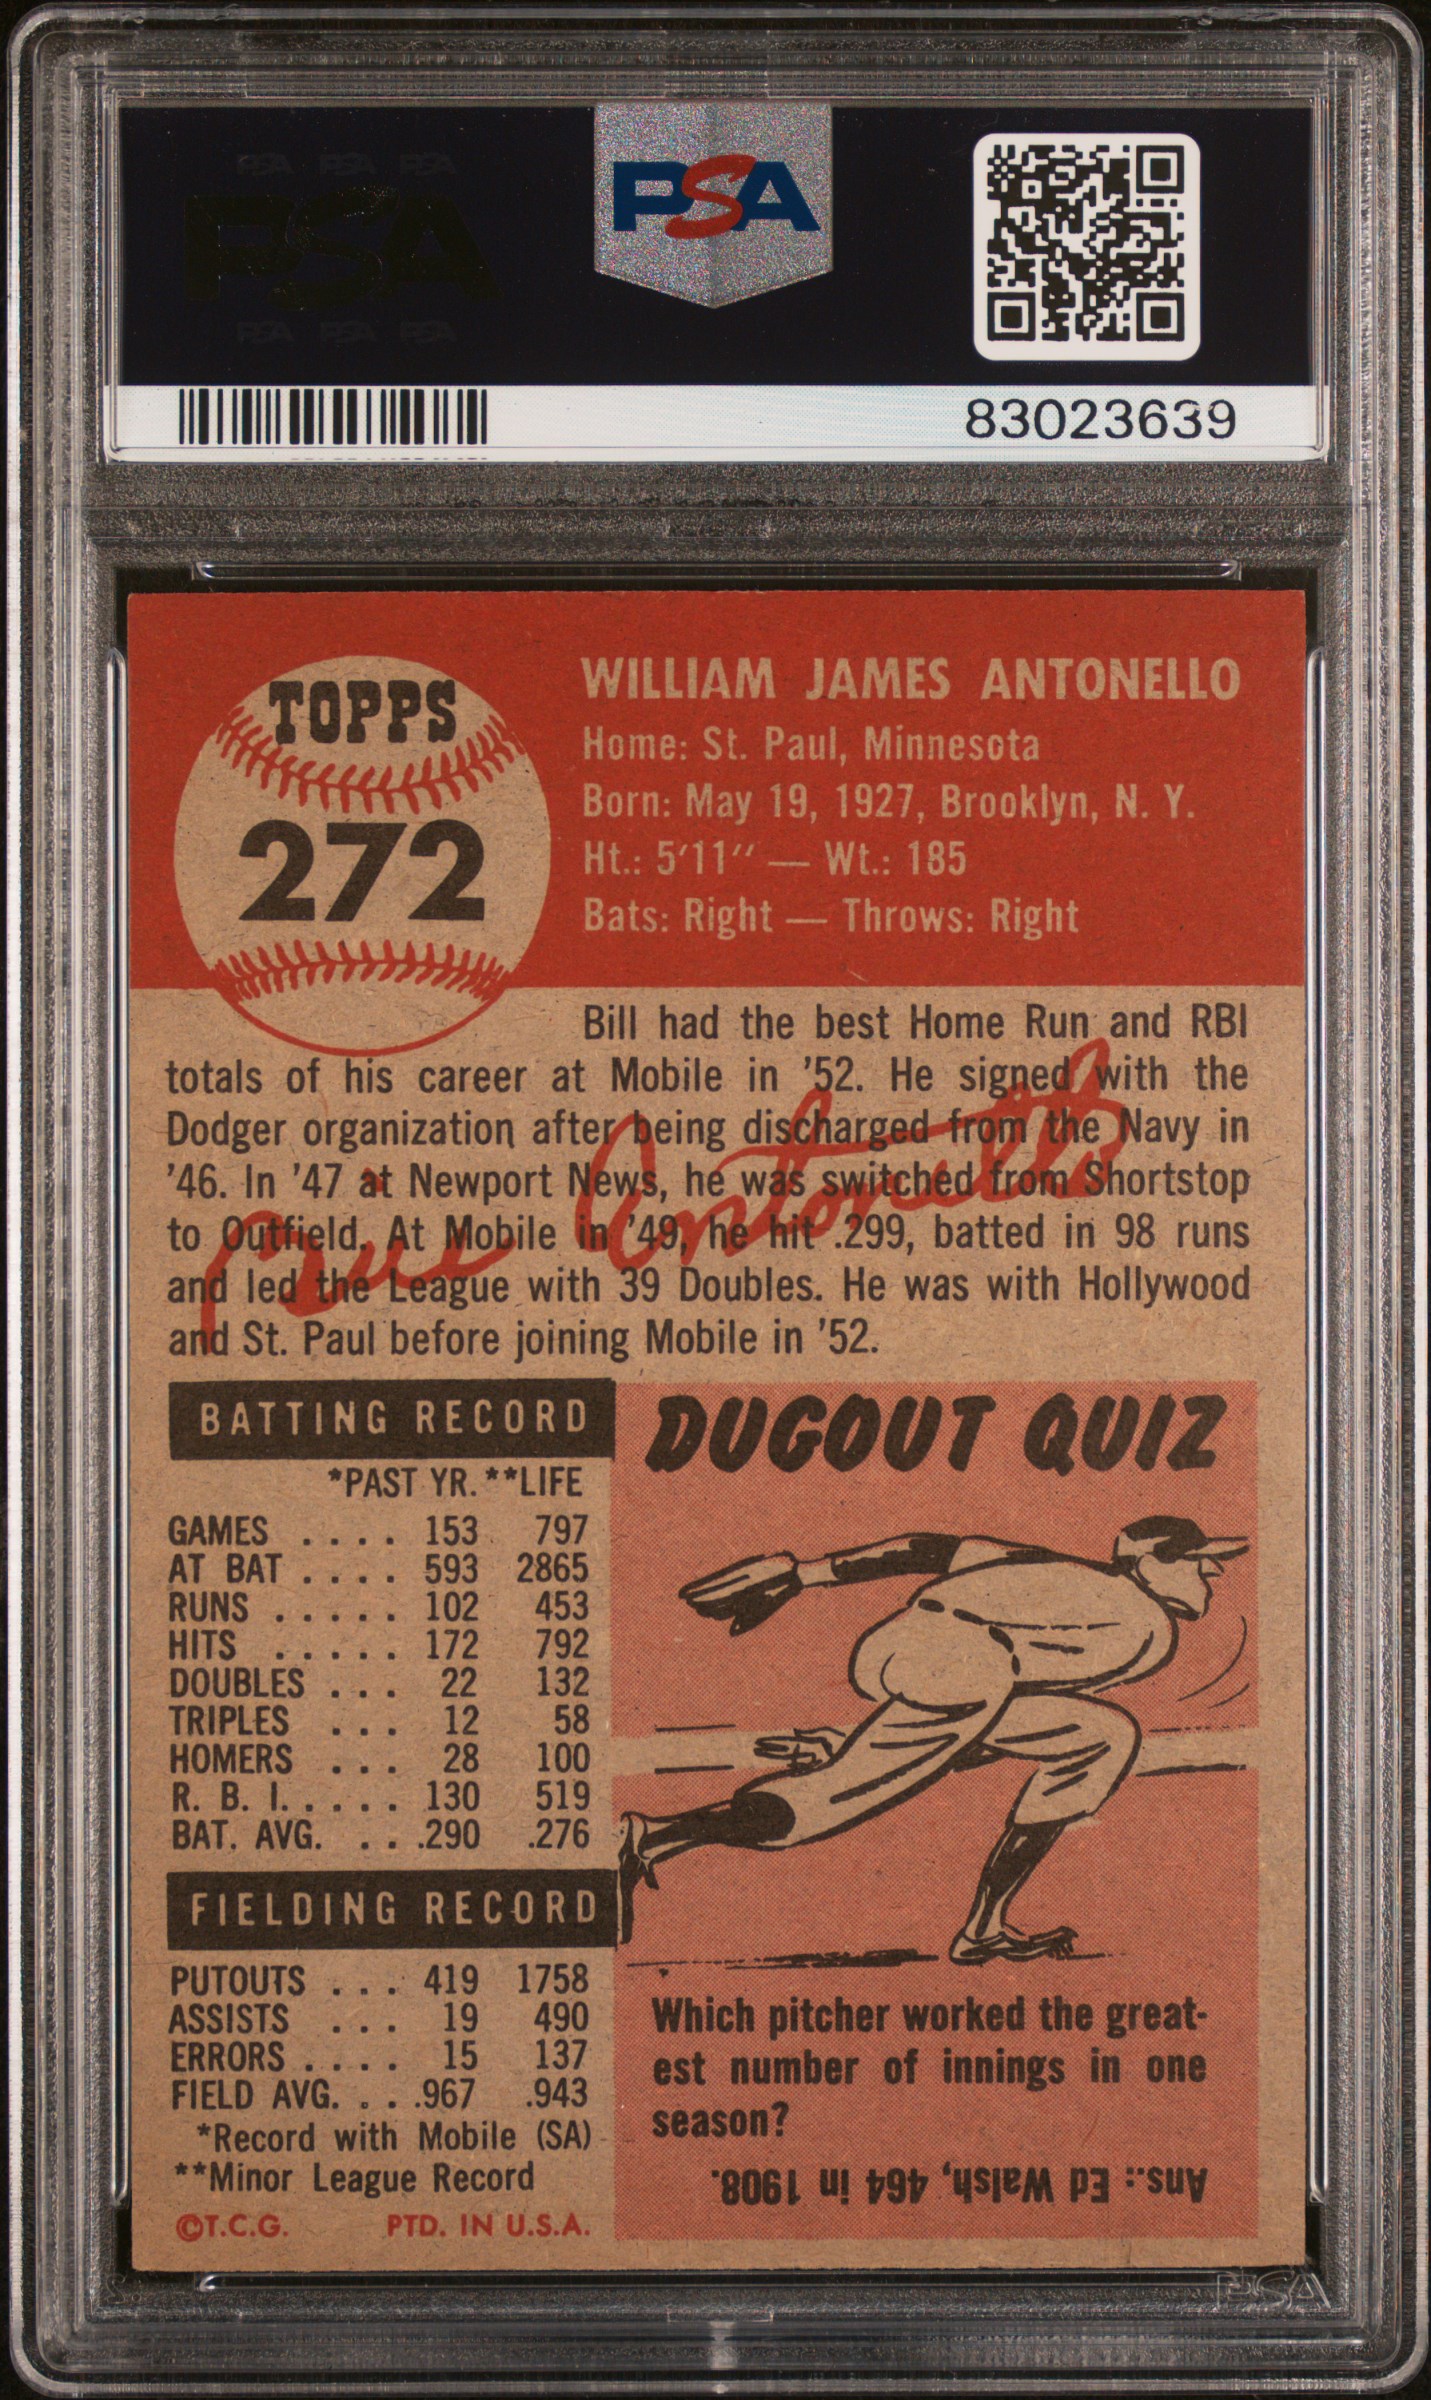 PSA PSA PSA
PSA
PSA PSA PSA
PSA
83023639
TOPPS
272
WILLIAM JAMES ANTONELLO
Home: St. Paul, Minnesota
Born: May 19, 1927, Brooklyn, N. Y.
Ht.: 5'11" — Wt.: 185
Bats: Right — Throws: Right
Bill had the best Home Run and RBI
totals of his career at Mobile in '52. He signed with the
Dodger organization after being discharged from the Navy in
'46. In '47 at Newport News, he was switched from Shortstop
to Outfield. At Mobile in '49, he hit .299, batted in 98 runs
and led the League with 39 Doubles. He was with Hollywood
and St. Paul before joining Mobile in '52.
Bill Antonello
BATTING RECORD
*PAST YR. **LIFE
GAMES . . . . 153 797
AT BAT . . . . 593 2865
RUNS . . . . . 102 453
HITS . . . . . 172 792
DOUBLES . . . 22 132
TRIPLES . . . 12 58
HOMERS . . . 28 100
R. B. I. . . . . . 130 519
BAT. AVG. . . . .290 .276
FIELDING RECORD
PUTOUTS . . . 419 1758
ASSISTS . . . 19 490
ERRORS . . . . 15 137
FIELD AVG. . . . .967 .943
*Record with Mobile (SA)
**Minor League Record
©T.C.G. PTD. IN U.S.A.
DUGOUT QUIZ
Which pitcher worked the great-
est number of innings in one
season?
Ans.: Ed Walsh, 464 in 1908.
PSA